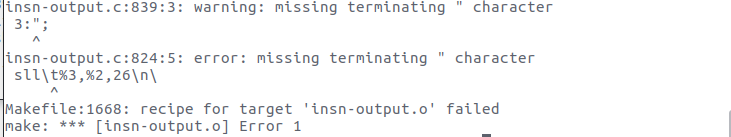 insn-output.c:839:3: warning: missing terminating " character
 3:";
   ^
insn-output.c:824:5: error: missing terminating " character
 sll\t%3,%2,26\n\
     ^
Makefile:1668: recipe for target 'insn-output.o' failed
make: *** [insn-output.o] Error 1